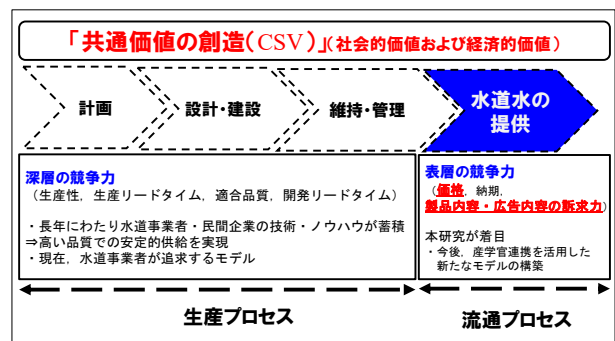 「共通価値の創造(CSV)」(社会的価値および経済的価値)
計画
設計・建設
維持・管理
水道水の
提供
深層の競争力
(生産性,生産リードタイム,適合品質,開発リードタイム)
・長年にわたり水道事業者・民間企業の技術・ノウハウが蓄積
⇒高い品質での安定的供給を実現
・現在,水道事業者が追求するモデル
表層の競争力
(価格,納期,
製品内容・広告内容の訴求力)
本研究が着目
・今後,産学官連携を活用した
新たなモデルの構築
生産プロセス
流通プロセス